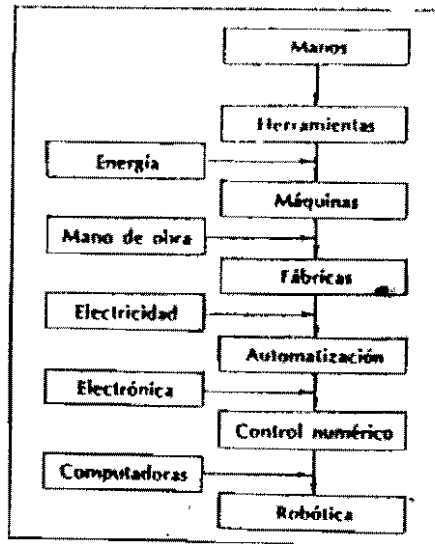 Manos
Herramientas
Energía
Máquinas
Mano de obra
Fábricas
Electricidad
Automatización
Electrónica
Control numérico
Computadoras
Robótica